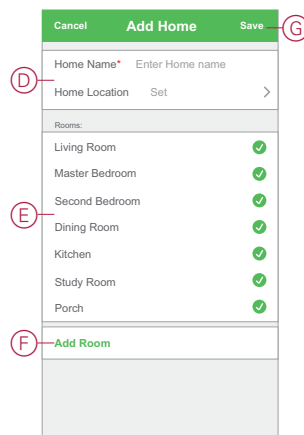 Cancel Add Home Save G
D
Home Name* Enter Home name
Home Location Set
Rooms:
Living Room
Master Bedroom
Second Bedroom
E
Dining Room
Kitchen
Study Room
Porch
F Add Room